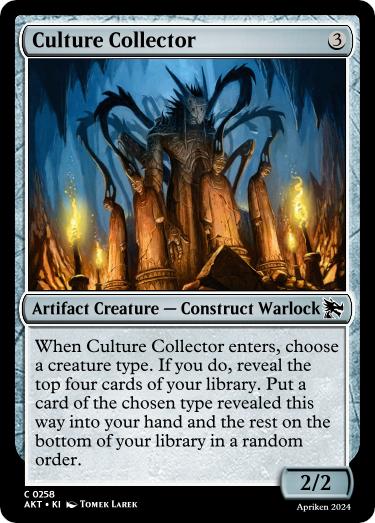 Culture Collector 3
Artifact Creature — Construct Warlock
When Culture Collector enters, choose
a creature type. If you do, reveal the
top four cards of your library. Put a
card of the chosen type revealed this
way into your hand and the rest on the
bottom of your library in a random
order.
2/2
C 0258
AKT • KI Tomek Larek
Apriken 2024